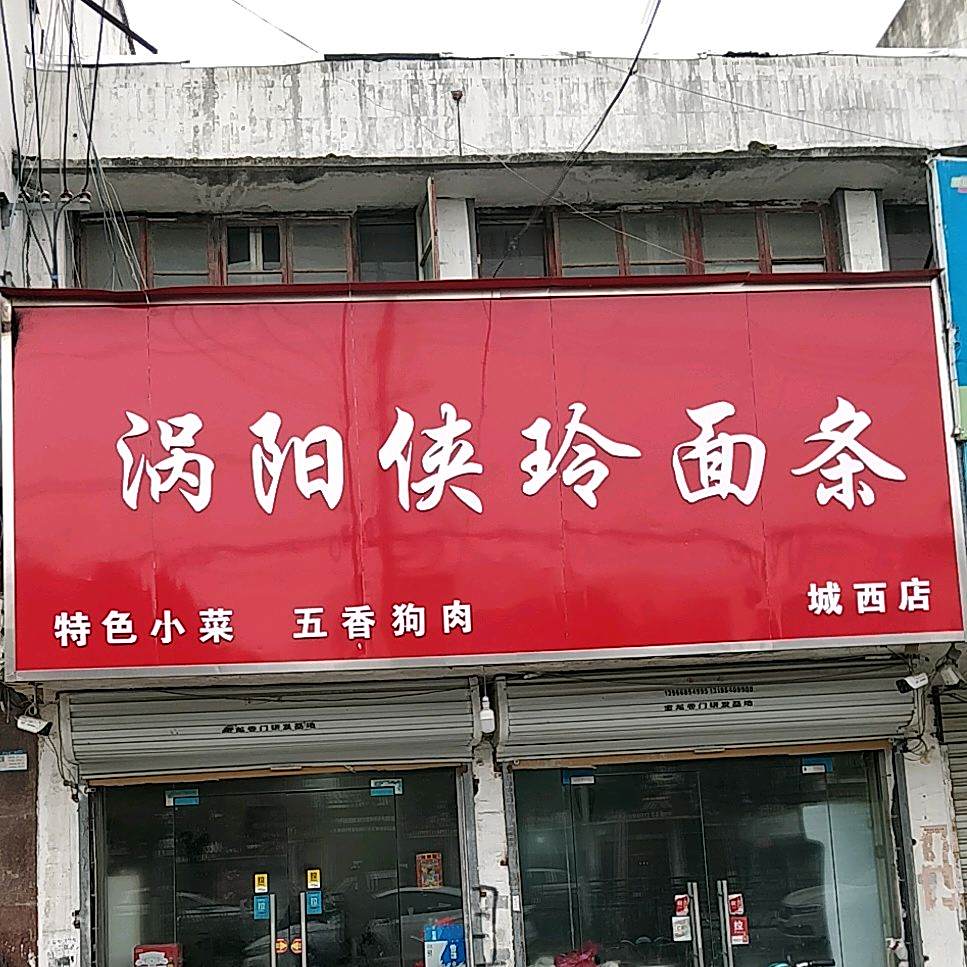 涡阳侠玲面条
特色小菜 五香狗肉
城西店